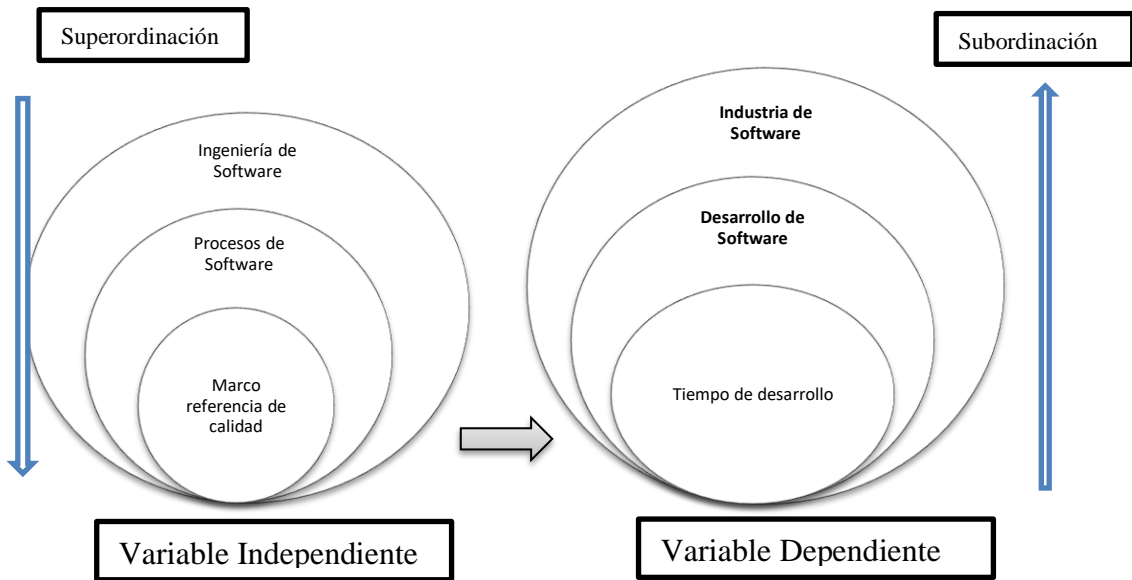 Superordinación
Subordinación
Ingeniería de
Software
Procesos de
Software
Marco
referencia de
calidad
Industria de
Software
Desarrollo de
Software
Tiempo de desarrollo
Variable Independiente
Variable Dependiente